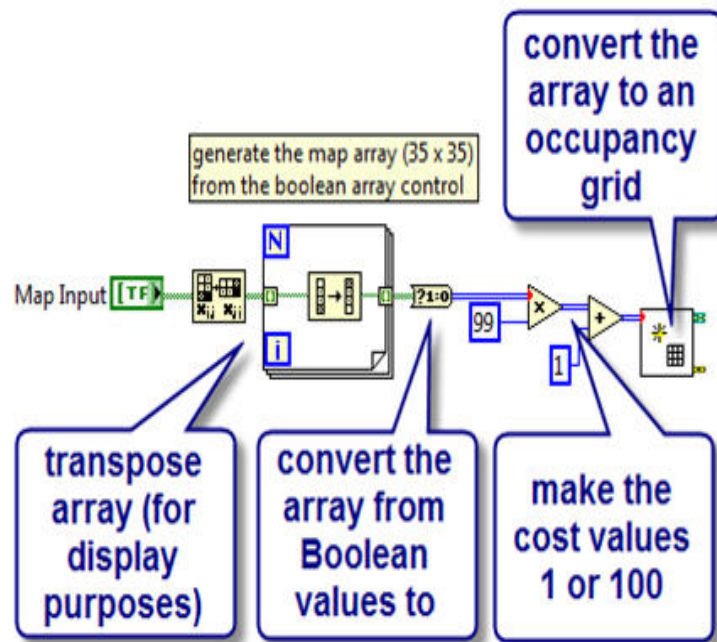 convert the
array to an
occupancy
grid
generate the map array (35 x 35)
from the boolean array control
N
Map Input
TF
?1:0
x
99
+
1
i
transpose
array (for
display
purposes)
convert the
array from
Boolean
values to
make the
cost values
1 or 100